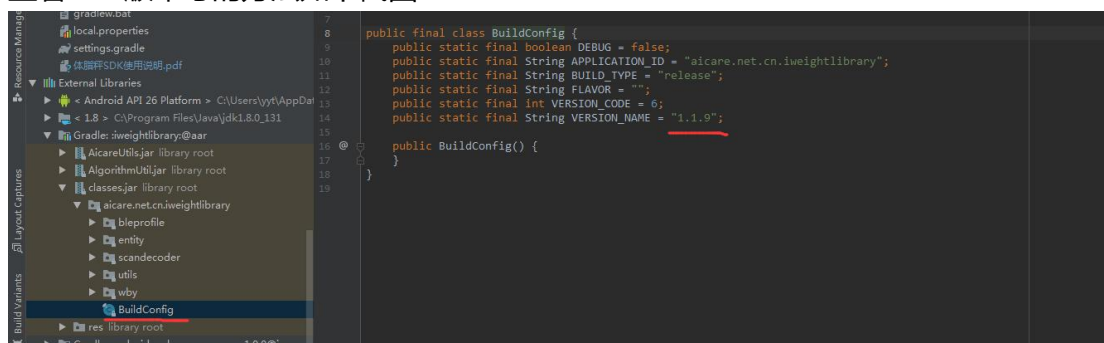 gradlew.bat
local.properties
settings.gradle
体脂秤SDK使用说明.pdf
External Libraries
< Android API 26 Platform > C:\Users\yyt\AppDat
< 1.8 > C:\Program Files\Java\jdk1.8.0_131
Gradle: :iweightlibrary:@aar
AicareUtils.jar library root
AlgorithmUtil.jar library root
classes.jar library root
aicare.net.cn.iweightlibrary
bleprofile
entity
scandecoder
utils
wby
BuildConfig
res library root
Resource Manager
Layout Captures
Build Variants
7
8 public final class BuildConfig {
9 public static final boolean DEBUG = false;
10 public static final String APPLICATION_ID = "aicare.net.cn.iweightlibrary";
11 public static final String BUILD_TYPE = "release";
12 public static final String FLAVOR = "";
13 public static final int VERSION_CODE = 6;
14 public static final String VERSION_NAME = "1.1.9";
15
16 @ public BuildConfig() {
17 }
18 }
19